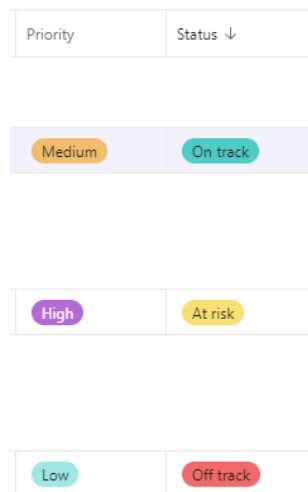 Priority Status ↓
Medium On track
High At risk
Low Off track